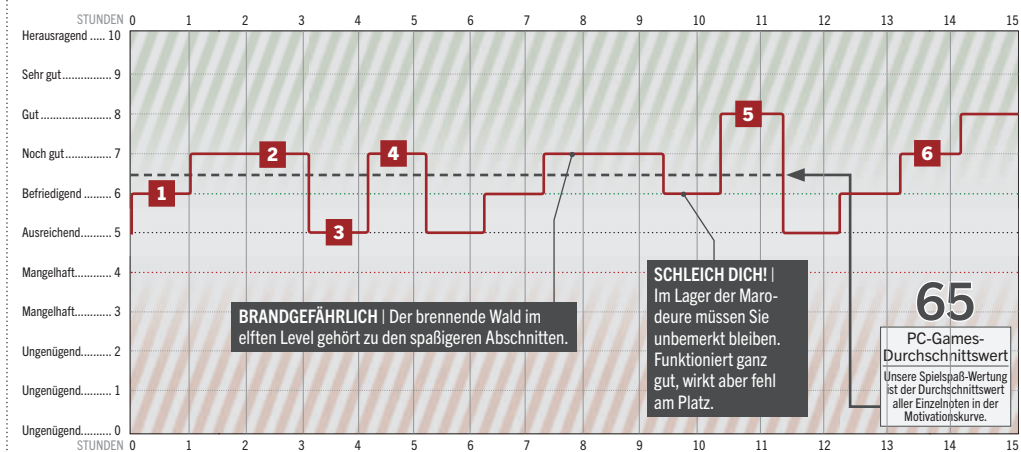 STUNDEN 0 1 2 3 4 5 6 7 8 9 10 11 12 13 14 15
Herausragend ..... 10
Sehr gut ................ 9
Gut ......................... 8
Noch gut ................ 7
Befriedigend ......... 6
Ausreichend .......... 5
Mangelhaft ........... 4
Mangelhaft ........... 3
Ungenügend ......... 2
Ungenügend ......... 1
Ungenügend ......... 0
1
2
3
4
5
6
BRANDGEFÄHRLICH | Der brennende Wald im
elften Level gehört zu den spaßigeren Abschnitten.
SCHLEICH DICH! |
Im Lager der Maro-
deure müssen Sie
unbemerkt bleiben.
Funktioniert ganz
gut, wirkt aber fehl
am Platz.
65
PC-Games-
Durchschnittswert
Unsere Spielspaß-Wertung
ist der Durchschnittswert
aller Einzelnoten in der
Motivationskurve.
STUNDEN 0 1 2 3 4 5 6 7 8 9 10 11 12 13 14 15